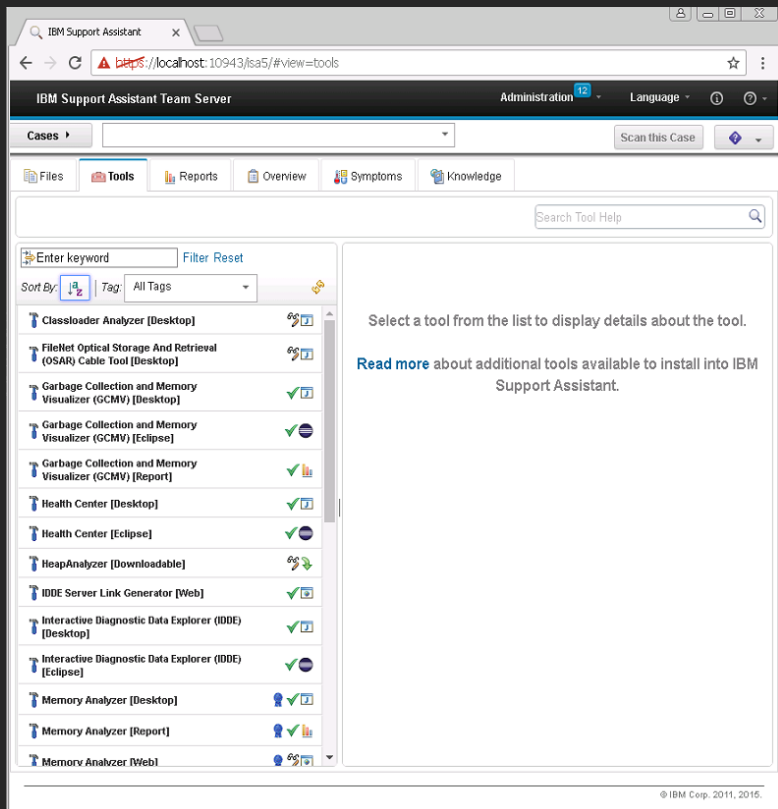 IBM Support Assistant
https://localhost:10943/isa5/#view=tools
IBM Support Assistant Team Server
Administration 12
Language
Cases
Scan this Case
Files
Tools
Reports
Overview
Symptoms
Knowledge
Search Tool Help
Enter keyword
Filter Reset
Sort By:
Tag: All Tags
Classloader Analyzer [Desktop]
FileNet Optical Storage And Retrieval
(OSAR) Cable Tool [Desktop]
Garbage Collection and Memory
Visualizer (GCMV) [Desktop]
Garbage Collection and Memory
Visualizer (GCMV) [Eclipse]
Garbage Collection and Memory
Visualizer (GCMV) [Report]
Health Center [Desktop]
Health Center [Eclipse]
HeapAnalyzer [Downloadable]
IDDE Server Link Generator [Web]
Interactive Diagnostic Data Explorer (IDDE)
[Desktop]
Interactive Diagnostic Data Explorer (IDDE)
[Eclipse]
Memory Analyzer [Desktop]
Memory Analyzer [Report]
Memory Analyzer [Web]
Select a tool from the list to display details about the tool.
Read more about additional tools available to install into IBM
Support Assistant.
© IBM Corp. 2011, 2015.